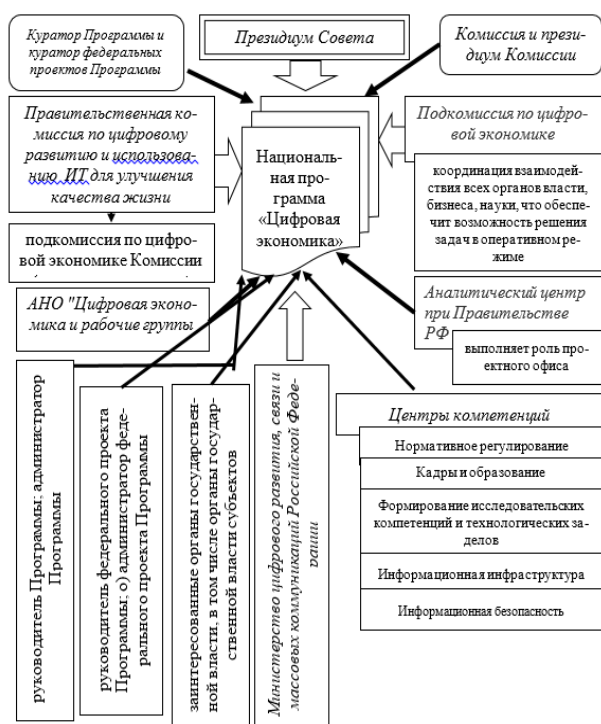 Куратор Программы и
куратор федеральных
проектов Программы
Президиум Совета
Комиссия и прези-
диум Комиссии
Правительственная ко-
миссия по цифровому
развитию и использова-
нию ИТ для улучшения
качества жизни
Националь-
ная про-
грамма
«Цифровая
экономика»
Подкомиссия по цифро-
вой экономике
координация взаимодей-
ствия всех органов власти,
бизнеса, науки, что обеспе-
чит возможность решения
задач в оперативном ре-
жиме
подкомиссия по цифро-
вой экономике Комиссии
АНО "Цифровая эконо-
мика и рабочие группы
Аналитический центр
при Правительстве
РФ
выполняет роль про-
ектного офиса
руководитель Программы; администратор
Программы
руководитель федерального проекта
Программы; о) администратор феде-
рального проекта Программы
заинтересованные органы государствен-
ной власти, в том числе органы государ-
ственной власти субъектов
Министерство цифрового развития, связи и
массовых коммуникаций Российской Феде-
рации
Центры компетенций
Нормативное регулирование
Кадры и образование
Формирование исследовательских
компетенций и технологических за-
делов
Информационная инфраструктура
Информационная безопасность